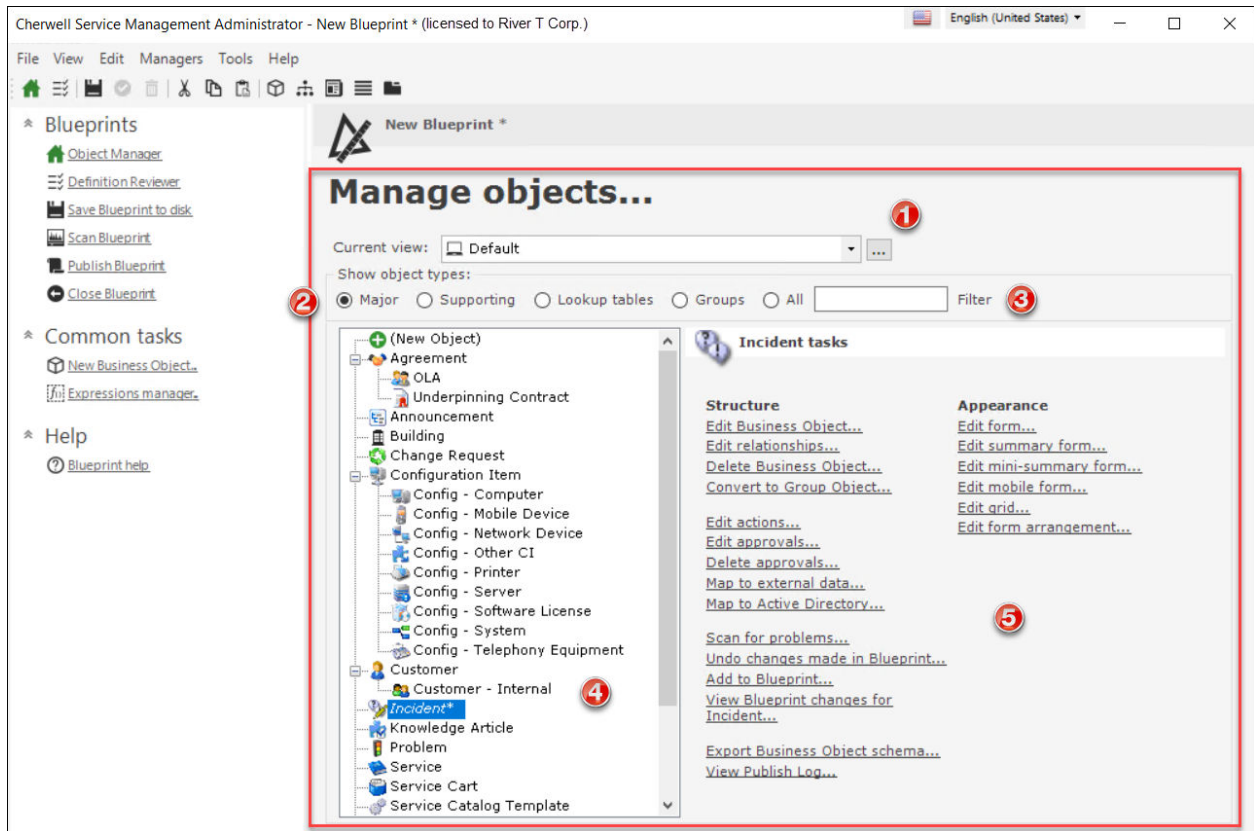 Cherwell Service Management Administrator - New Blueprint * (licensed to River T Corp.)
English (United States)
File View Edit Managers Tools Help
Blueprints
Object Manager
Definition Reviewer
Save Blueprint to disk
Scan Blueprint
Publish Blueprint
Close Blueprint
Common tasks
New Business Object..
Expressions manager..
Help
Blueprint help
New Blueprint *
Manage objects...
1
Current view: Default ...
Show object types:
2
Major Supporting Lookup tables Groups All Filter
3
(New Object)
Agreement
OLA
Underpinning Contract
Announcement
Building
Change Request
Configuration Item
Config - Computer
Config - Mobile Device
Config - Network Device
Config - Other CI
Config - Printer
Config - Server
Config - Software License
Config - System
Config - Telephony Equipment
Customer
Customer - Internal
4
Incident*
Knowledge Article
Problem
Service
Service Cart
Service Catalog Template
Incident tasks
Structure
Edit Business Object...
Edit relationships...
Delete Business Object...
Convert to Group Object...
Edit actions...
Edit approvals...
Delete approvals...
Map to external data...
Map to Active Directory...
Scan for problems...
Undo changes made in Blueprint...
Add to Blueprint...
View Blueprint changes for
Incident...
Export Business Object schema...
View Publish Log...
Appearance
Edit form...
Edit summary form...
Edit mini-summary form...
Edit mobile form...
Edit grid...
Edit form arrangement...
5